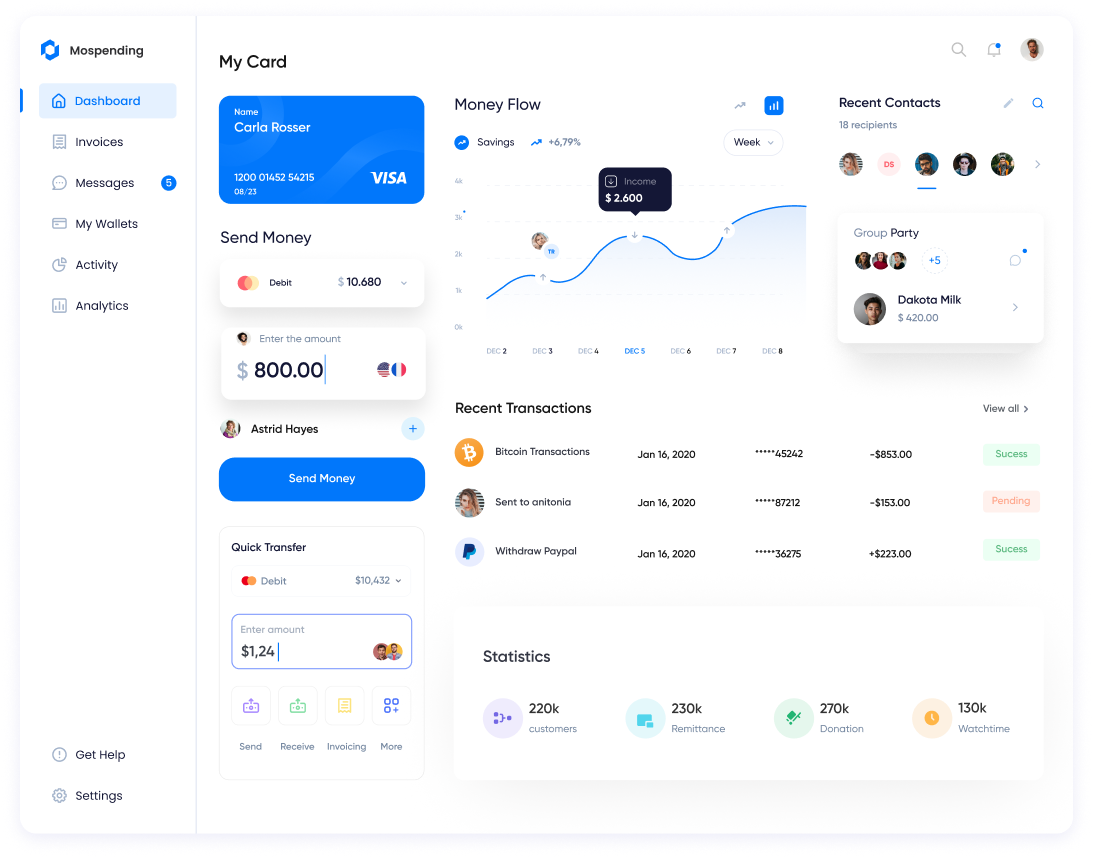 Mospending
Dashboard
Invoices
Messages 5
My Wallets
Activity
Analytics
Get Help
Settings
My Card
Name
Carla Rosser
1200 01452 54215
08/23
VISA
Send Money
Debit $ 10.680
Enter the amount
$ 800.00
Astrid Hayes +
Send Money
Quick Transfer
Debit $10,432
Enter amount
$1,24
Send Receive Invoicing More
Money Flow
Savings +6,79% Week
Income
$ 2.600
4k
3k
2k
1k
0k
TR
DEC 2 DEC 3 DEC 4 DEC 5 DEC 6 DEC 7 DEC 8
Recent Contacts
18 recipients
DS
Group Party
+5
Dakota Milk
$ 420.00
Recent Transactions View all
Bitcoin Transactions Jan 16, 2020 *****45242 -$853.00 Sucess
Sent to anitonia Jan 16, 2020 *****87212 -$153.00 Pending
Withdraw Paypal Jan 16, 2020 *****36275 +$223.00 Sucess
Statistics
220k
customers
230k
Remittance
270k
Donation
130k
Watchtime